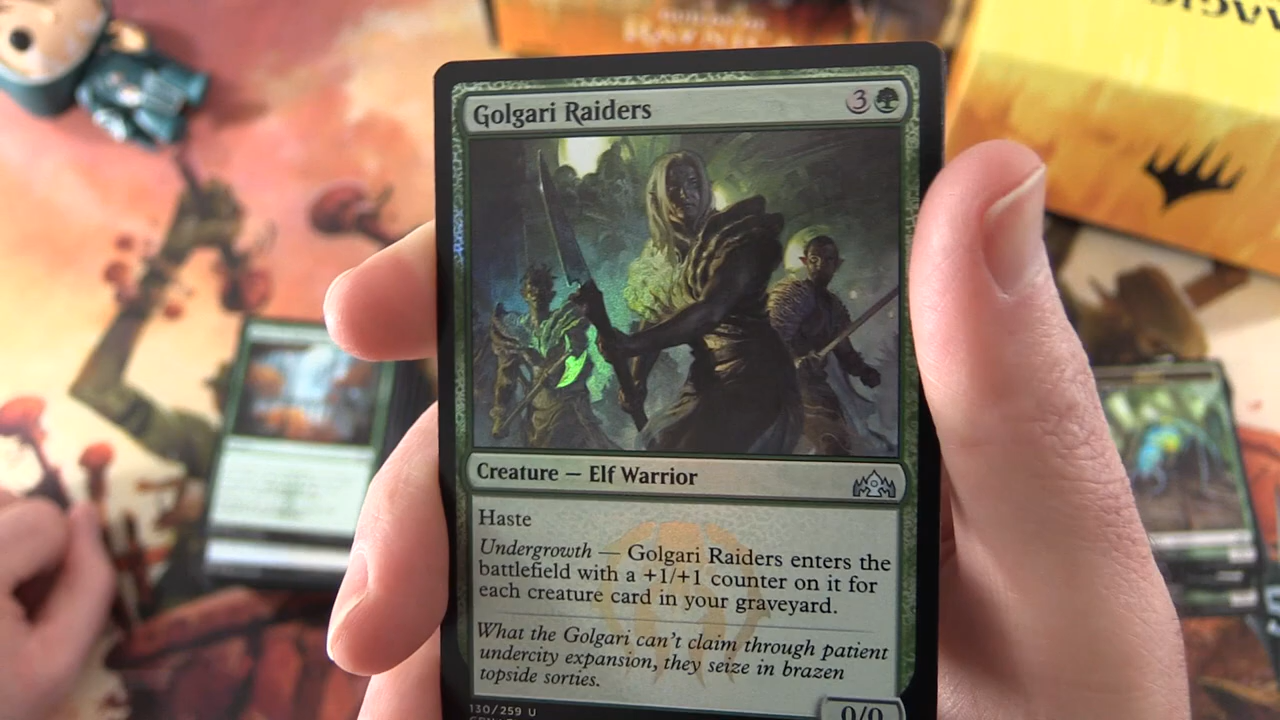 MAGIC
Golgari Raiders
3
Creature — Elf Warrior
Haste
Undergrowth — Golgari Raiders enters the
battlefield with a +1/+1 counter on it for
each creature card in your graveyard.
What the Golgari can't claim through patient
undercity expansion, they seize in brazen
topside sorties.
0/0
130/259 U